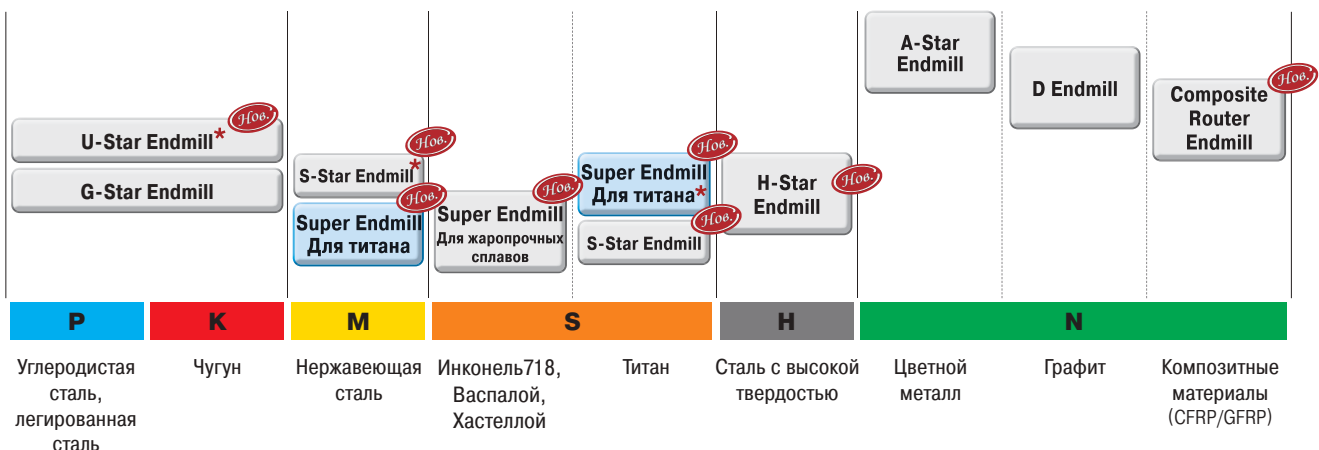 A-Star
Endmill
D Endmill
Нов.
Composite
Router
Endmill
Нов.
U-Star Endmill*
G-Star Endmill
Нов.
S-Star Endmill*
Нов.
Super Endmill
Для титана
Нов.
Super Endmill
Для жаропрочных
сплавов
Нов.
Super Endmill
Для титана*
Нов.
S-Star Endmill
Нов.
H-Star
Endmill
P
K
M
S
H
N
Углеродистая
сталь,
легированная
сталь
Чугун
Нержавеющая
сталь
Инконель718,
Васпалой,
Хастеллой
Титан
Сталь с высокой
твердостью
Цветной
металл
Графит
Композитные
материалы
(CFRP/GFRP)